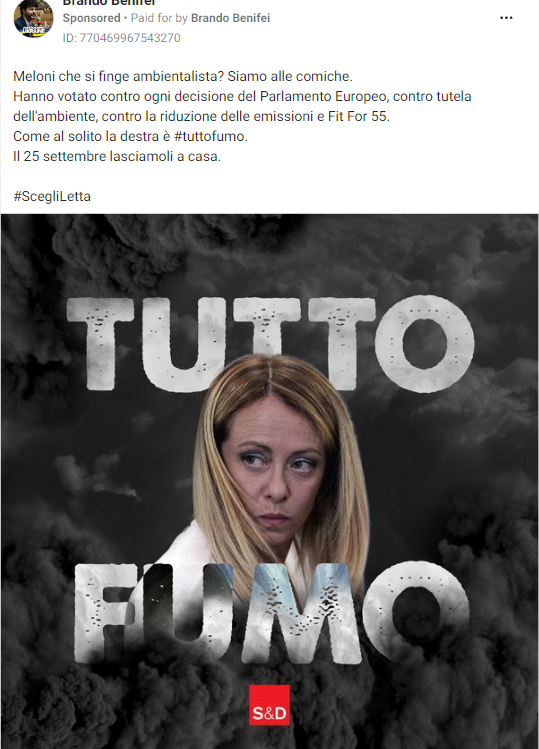 Brando Benifei
Sponsored • Paid for by Brando Benifei
ID: 770469967543270
Meloni che si finge ambientalista? Siamo alle comiche.
Hanno votato contro ogni decisione del Parlamento Europeo, contro tutela
dell'ambiente, contro la riduzione delle emissioni e Fit For 55.
Come al solito la destra è #tuttofumo.
Il 25 settembre lasciamoli a casa.
#ScegliLetta
TUTTO
FUMO
S&D